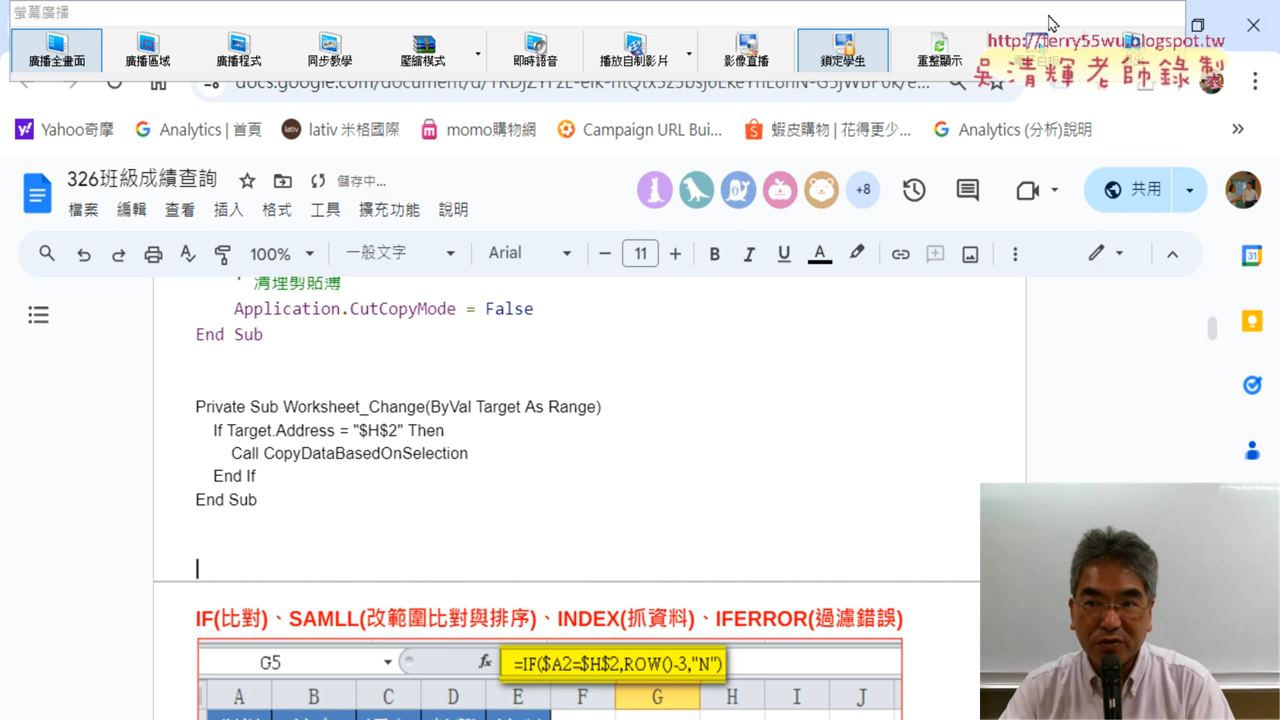 螢幕廣播
廣播全畫面 廣播區域 廣播程式 同步教學 壓縮模式 即時語音 播放自制影片 影像直播 鎖定學生 重整顯示
http://terry55wu.blogspot.tw
吳清輝老師錄製
Yahoo奇摩 Analytics | 首頁 lativ 米格國際 momo購物網 Campaign URL Bui... 蝦皮購物 | 花得更少... Analytics (分析)說明
326班級成績查詢 儲存中...
檔案 編輯 查看 插入 格式 工具 擴充功能 說明
+8
共用
100% 一般文字 Arial 11 B I U A
31
' 清理剪貼簿
Application.CutCopyMode = False
End Sub
Private Sub Worksheet_Change(ByVal Target As Range)
If Target.Address = "$H$2" Then
Call CopyDataBasedOnSelection
End If
End Sub
IF(比對)、SAMLL(改範圍比對與排序)、INDEX(抓資料)、IFERROR(過濾錯誤)
G5 fx =IF($A2=$H$2,ROW()-3,"N")
A B C D E F G H I J